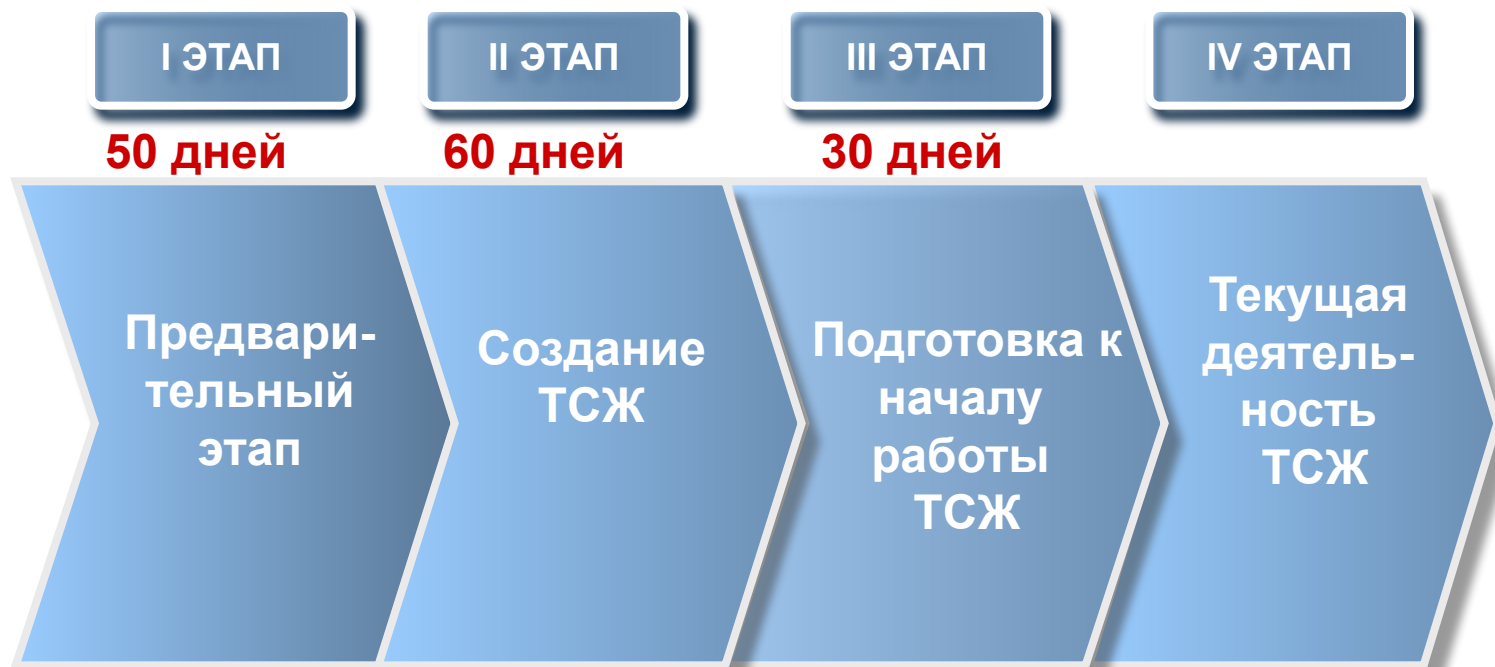 I ЭТАП
II ЭТАП
III ЭТАП
IV ЭТАП
50 дней
60 дней
30 дней
Предвари-
тельный
этап
Создание
ТСЖ
Подготовка к
началу
работы
ТСЖ
Текущая
деятель-
ность
ТСЖ